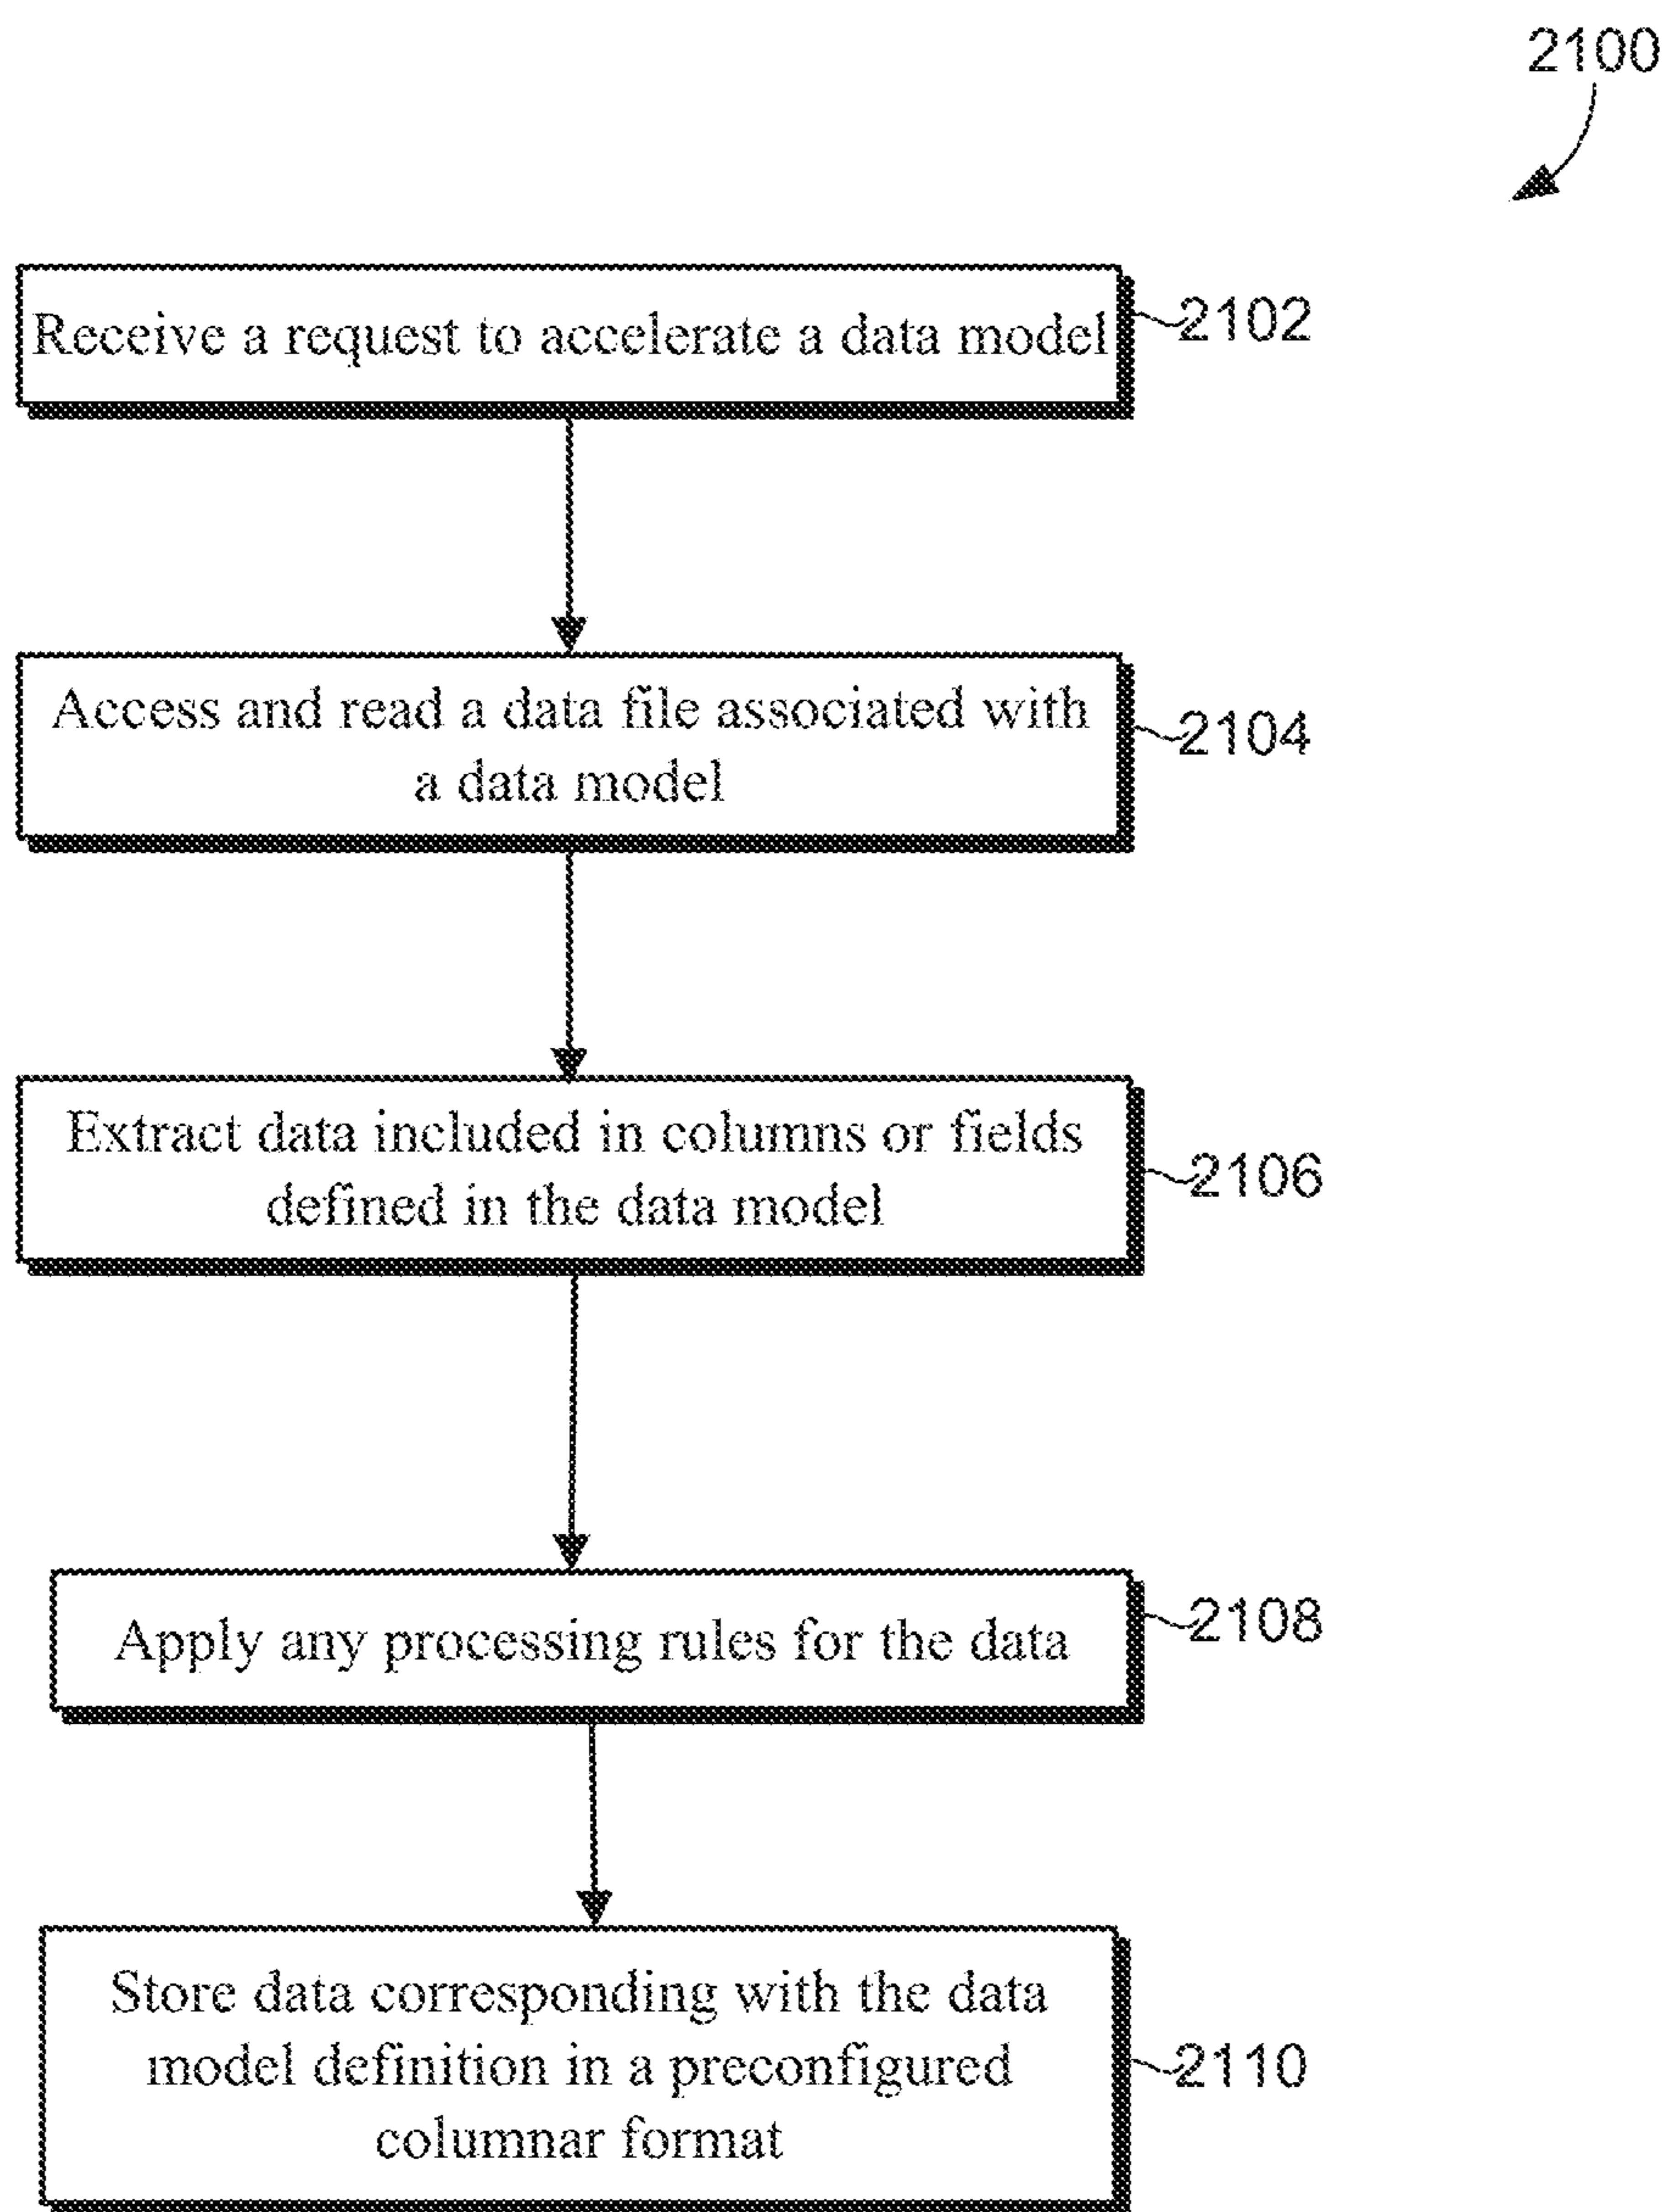 2100
Receive a request to accelerate a data model
2102
Access and read a data file associated with
a data model
2104
Extract data included in columns or fields
defined in the data model
2106
Apply any processing rules for the data
2108
Store data corresponding with the data
model definition in a preconfigured
columnar format
2110